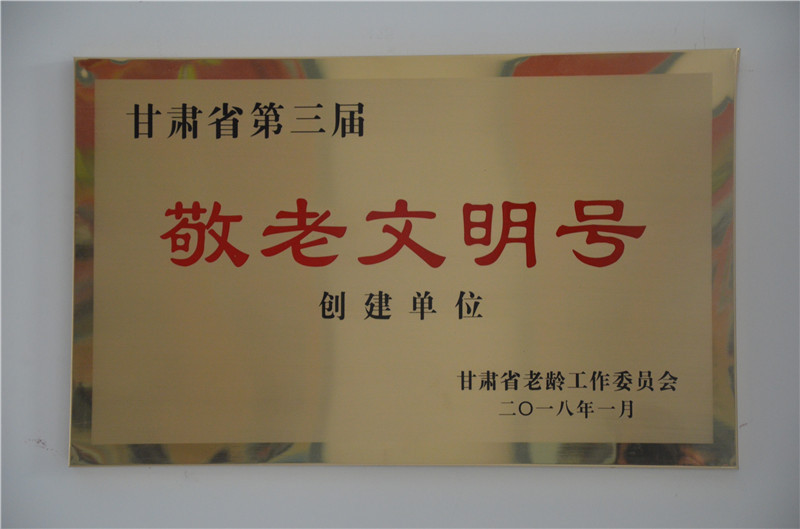 甘肃省第三届
敬老文明号
创建单位
甘肃省老龄工作委员会
二〇一八年一月